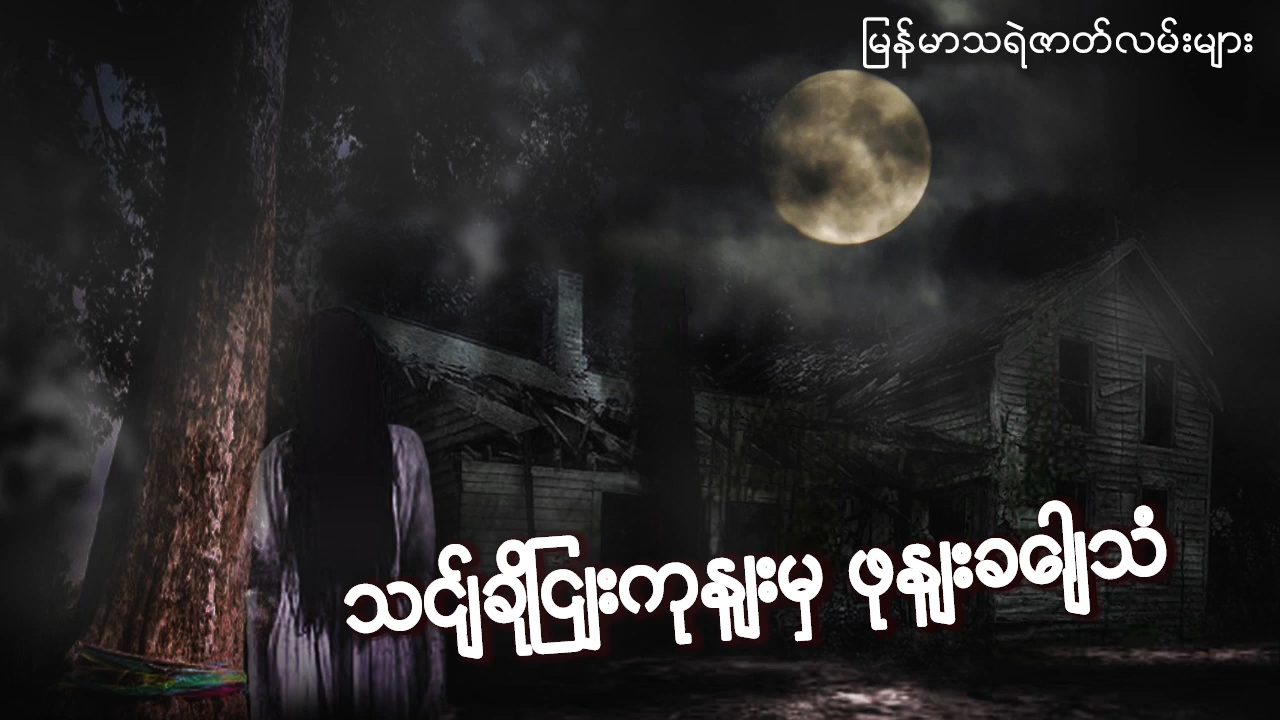 မြန်မာသရဲဇာတ်လမ်းများ
သင်ျခိုငျြးကုနျးမှ ဖုနျးချေါသံ